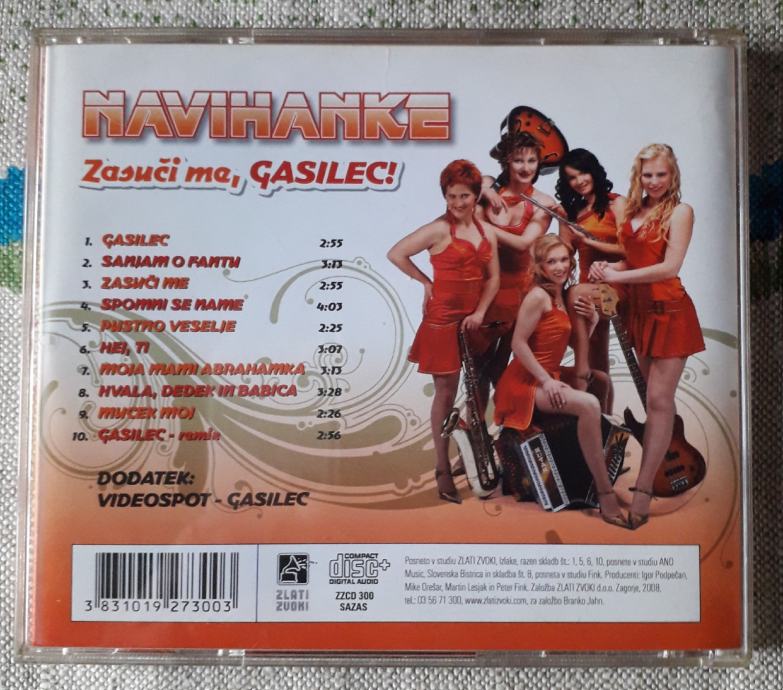 NAVIHANKE
Zasuči me, GASILEC!
1. GASILEC 2:55
2. SANJAM O FANTU 3:13
3. ZASUČI ME 2:55
4. SPOMNI SE NAME 4:03
5. PUSTNO VESELJE 2:25
6. HEJ, TI 3:07
7. MOJA MAMI ABRAHAMKA 3:13
8. HVALA, DEDEK IN BABICA 3:28
9. MUCEK MOJ 2:26
10. GASILEC - remix 2:56
DODATEK:
VIDEOSPOT - GASILEC
3 831019 273003
ZLATI
ZVOKI
COMPACT
disc+
DIGITAL AUDIO
ZZCD 300
SAZAS
Posneto v studiu ZLATI ZVOKI, Izlake, razen skladb št.: 1, 5, 6, 10, posnete v studiu AND
Music, Slovenska Bistrica in skladba št. 8, posneta v studiu Fink. Producenti: Igor Podpečan,
Mike Orešar, Martin Lesjak in Peter Fink. Založba ZLATI ZVOKI d.o.o. Zagorje, 2008,
tel.: 03 56 71 300, www.zlatizvoki.com, za založbo Branko Jahn.